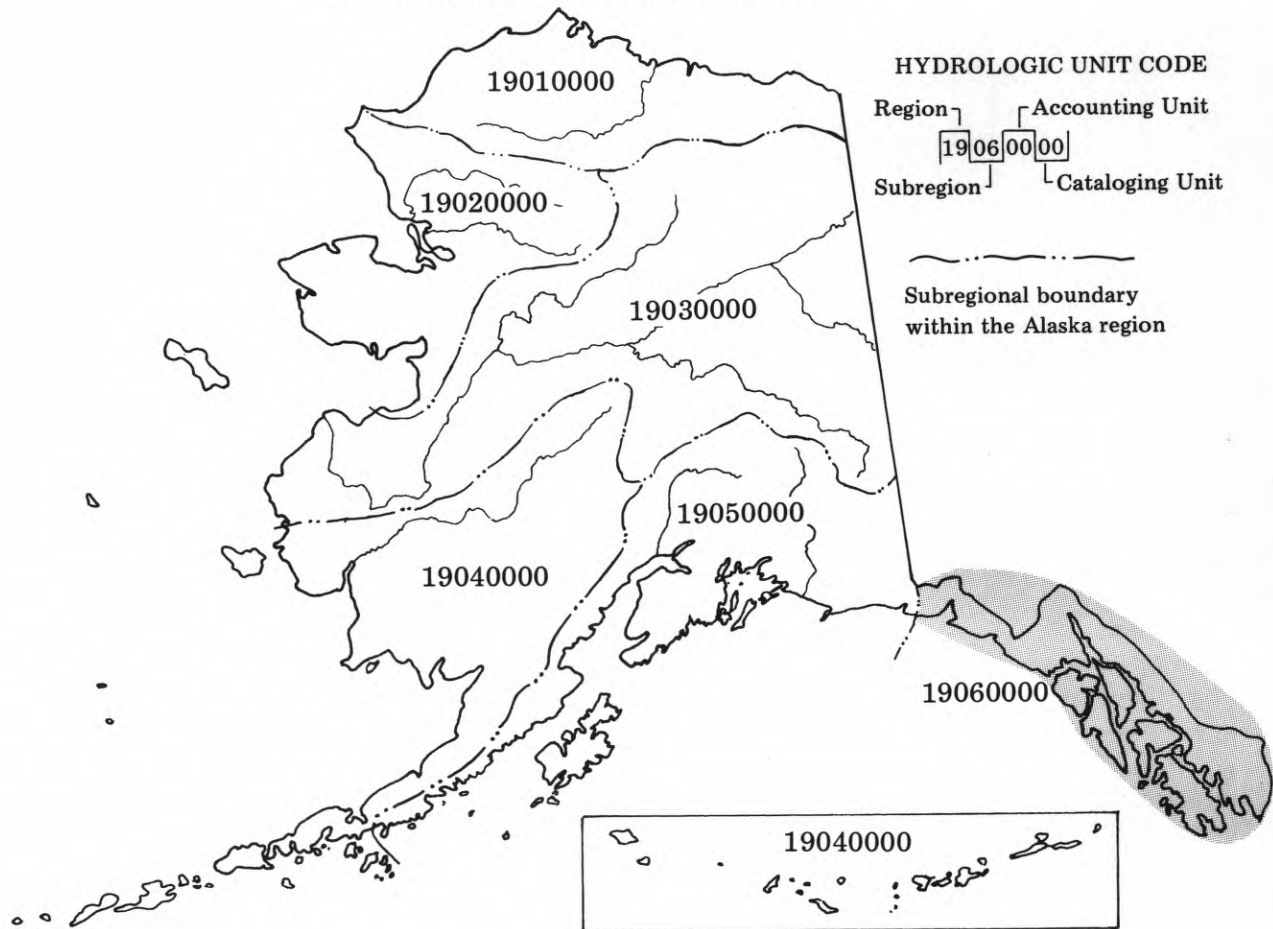 19010000
HYDROLOGIC UNIT CODE
Region
Accounting Unit
19 06 00 00
Subregion
Cataloging Unit
19020000
Subregional boundary
within the Alaska region
19030000
19050000
19040000
19060000
19040000